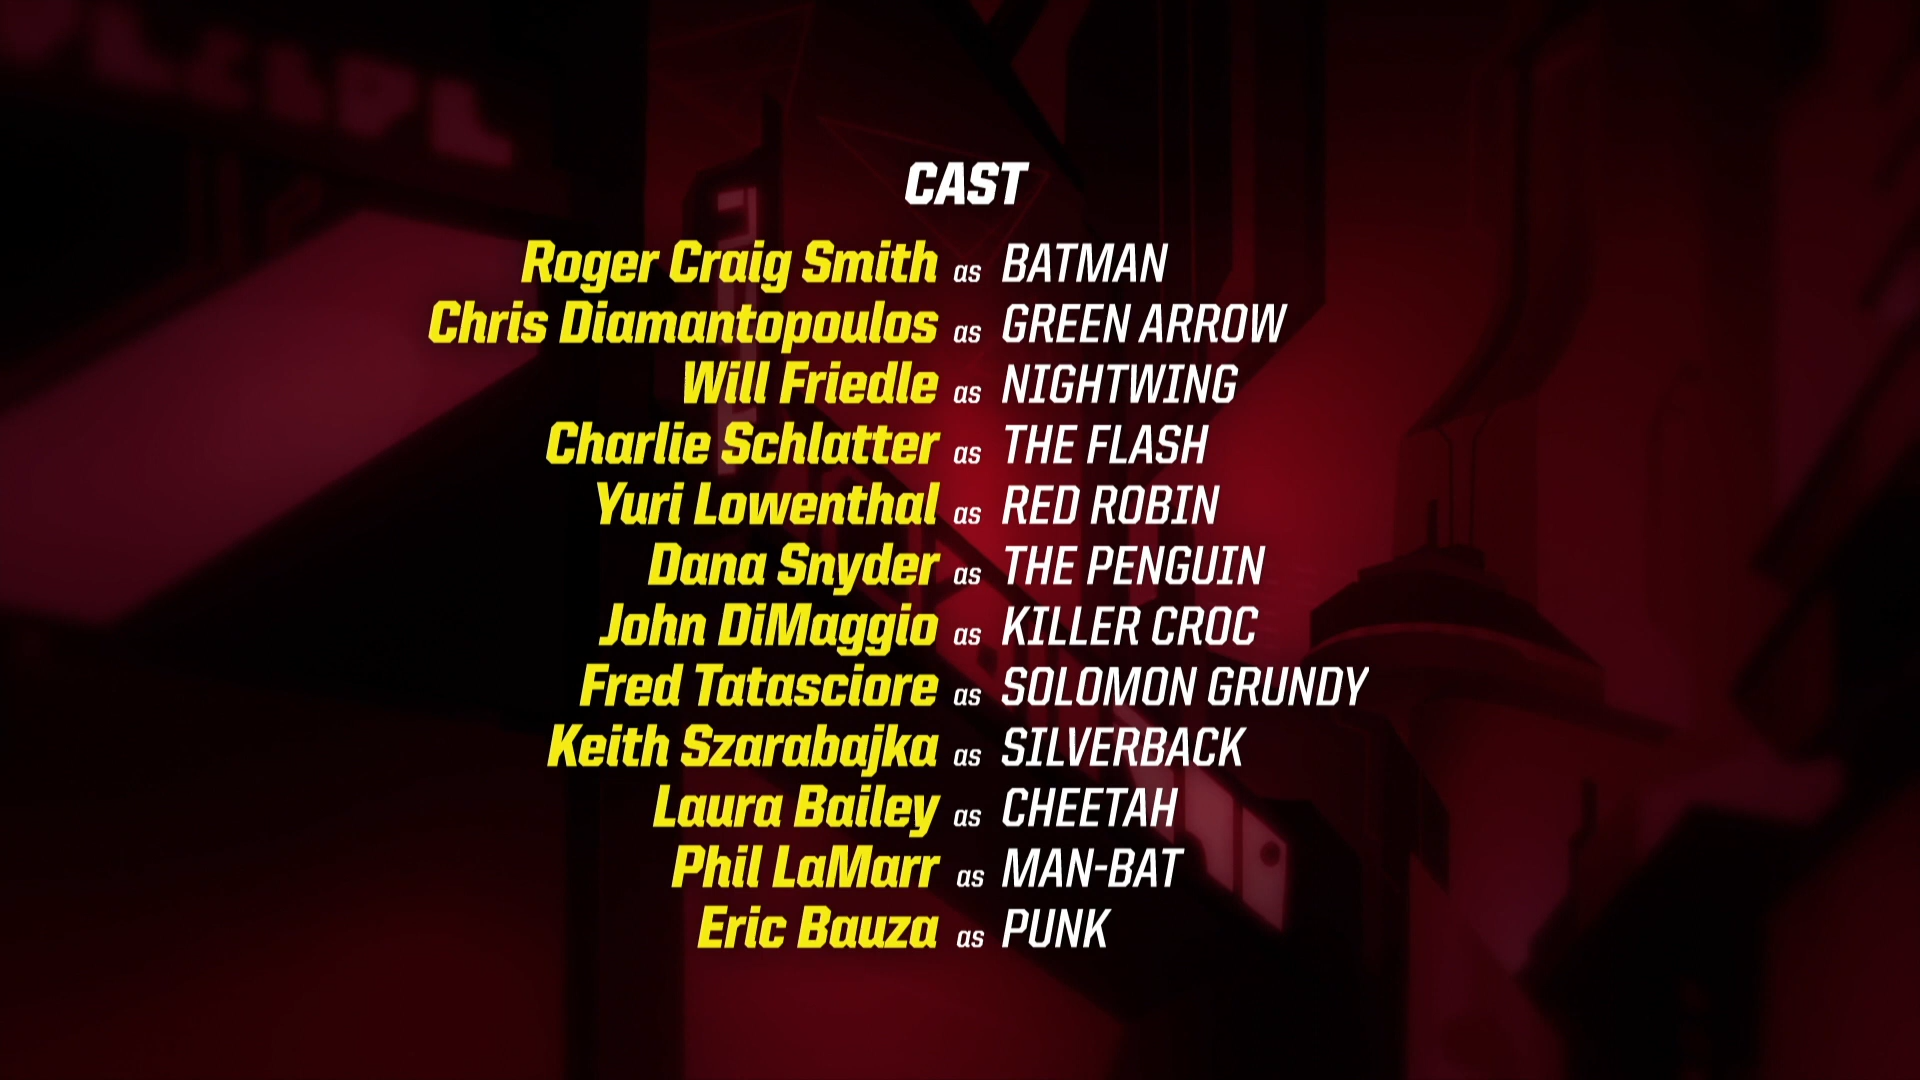 CAST
Roger Craig Smith as BATMAN
Chris Diamantopoulos as GREEN ARROW
Will Friedle as NIGHTWING
Charlie Schlatter as THE FLASH
Yuri Lowenthal as RED ROBIN
Dana Snyder as THE PENGUIN
John DiMaggio as KILLER CROC
Fred Tatasciore as SOLOMON GRUNDY
Keith Szarabajka as SILVERBACK
Laura Bailey as CHEETAH
Phil LaMarr as MAN-BAT
Eric Bauza as PUNK